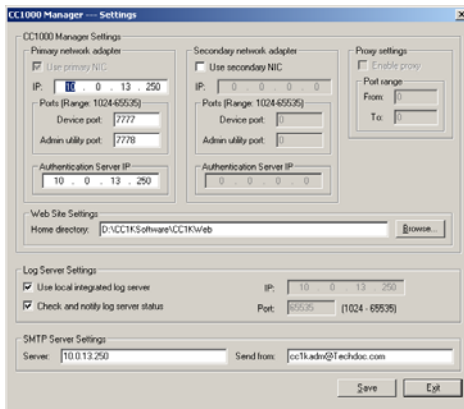 CC1000 Manager --- Settings
CC1000 Manager Settings
Primary network adapter
Use primary NIC
IP: 10 . 0 . 13 . 250
Ports (Range: 1024-65535)
Device port: 7777
Admin utility port: 7778
Authentication Server IP
10 . 0 . 13 . 250
Secondary network adapter
Use secondary NIC
IP: 0 . 0 . 0 . 0
Ports (Range: 1024-65535)
Device port: 0
Admin utility port: 0
Authentication Server IP
0 . 0 . 0 . 0
Proxy settings
Enable proxy
Port range
From: 0
To: 0
Web Site Settings
Home directory: D:\CC1KSoftware\CC1KWeb
Browse...
Log Server Settings
Use local integrated log server
IP: 10 . 0 . 13 . 250
Check and notify log server status
Port: 65535 (1024 - 65535)
SMTP Server Settings
Server: 10.0.13.250
Send from: cc1kadm@Techdoc.com
Save
Exit